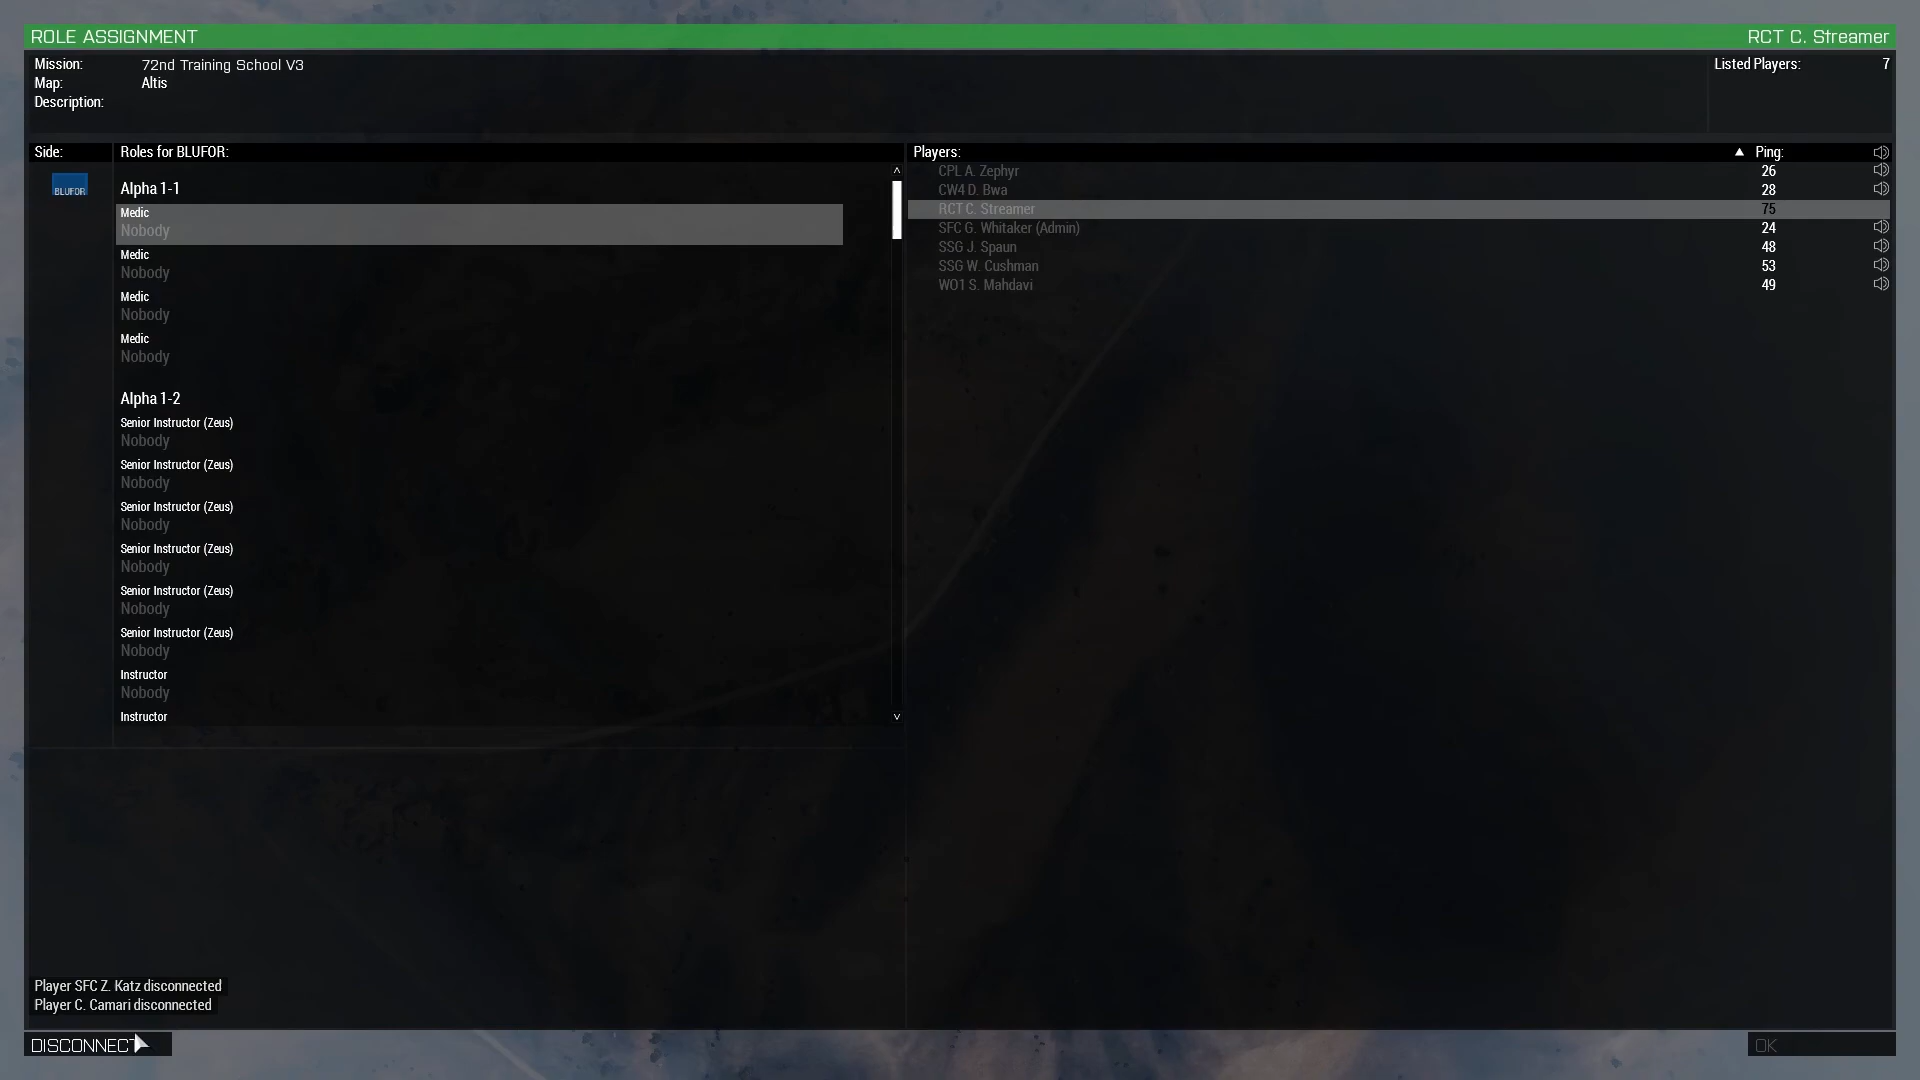 ROLE ASSIGNMENT
RCT C. Streamer
Mission: 72nd Training School V3
Listed Players: 7
Map: Altis
Description:
Side:
Roles for BLUFOR:
Players:
Ping:
BLUFOR
Alpha 1-1
Medic
Nobody
Medic
Nobody
Medic
Nobody
Medic
Nobody
Alpha 1-2
Senior Instructor (Zeus)
Nobody
Senior Instructor (Zeus)
Nobody
Senior Instructor (Zeus)
Nobody
Senior Instructor (Zeus)
Nobody
Senior Instructor (Zeus)
Nobody
Senior Instructor (Zeus)
Nobody
Instructor
Nobody
Instructor
CPL A. Zephyr 26
CW4 D. Bwa 28
RCT C. Streamer 75
SFC G. Whitaker (Admin) 24
SSG J. Spaun 48
SSG W. Cushman 53
WO1 S. Mahdavi 49
Player SFC Z. Katz disconnected
Player C. Camari disconnected
DISCONNECT
OK